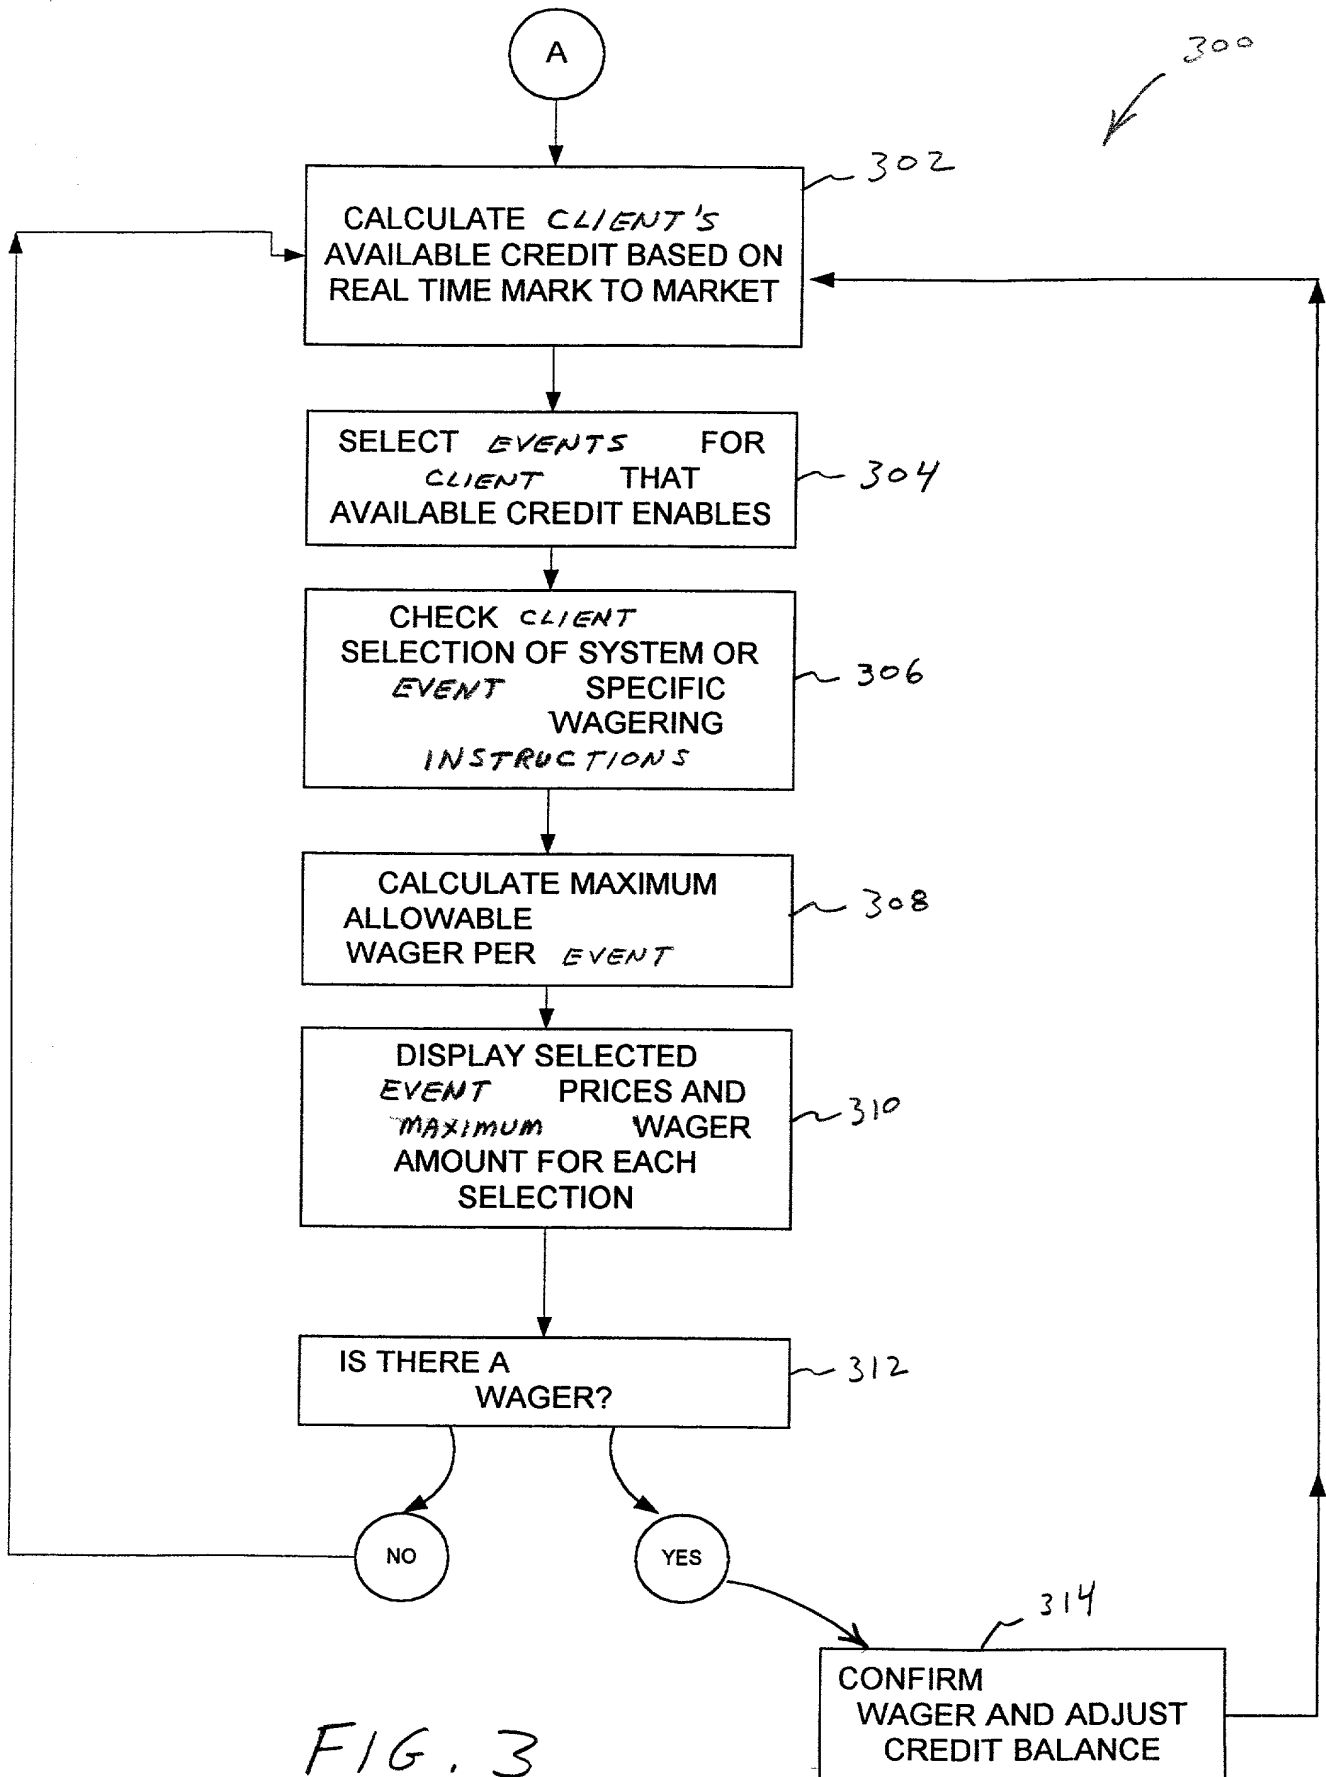 A
300
302
CALCULATE CLIENT'S
AVAILABLE CREDIT BASED ON
REAL TIME MARK TO MARKET
SELECT EVENTS FOR
CLIENT THAT
AVAILABLE CREDIT ENABLES
304
CHECK CLIENT
SELECTION OF SYSTEM OR
EVENT SPECIFIC
WAGERING
INSTRUCTIONS
306
CALCULATE MAXIMUM
ALLOWABLE
WAGER PER EVENT
308
DISPLAY SELECTED
EVENT PRICES AND
MAXIMUM WAGER
AMOUNT FOR EACH
SELECTION
310
IS THERE A
WAGER?
312
NO
YES
314
CONFIRM
WAGER AND ADJUST
CREDIT BALANCE
FIG. 3